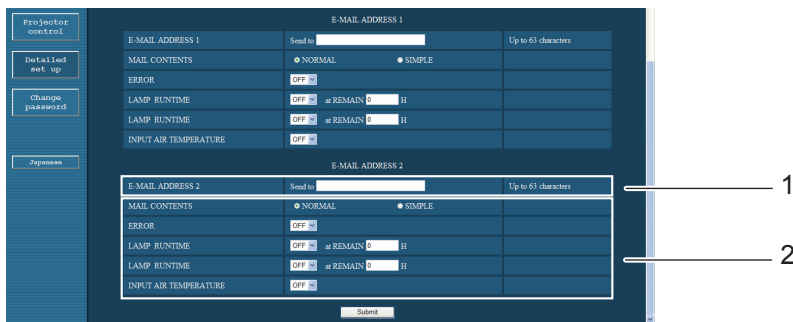 Projector
control
Detailed
set up
Change
password
Japanese
E-MAIL ADDRESS 1
E-MAIL ADDRESS 1 Send to Up to 63 characters
MAIL CONTENTS NORMAL SIMPLE
ERROR OFF
LAMP RUNTIME OFF at REMAIN 0 H
LAMP RUNTIME OFF at REMAIN 0 H
INPUT AIR TEMPERATURE OFF
E-MAIL ADDRESS 2
E-MAIL ADDRESS 2 Send to Up to 63 characters 1
MAIL CONTENTS NORMAL SIMPLE
ERROR OFF
LAMP RUNTIME OFF at REMAIN 0 H 2
LAMP RUNTIME OFF at REMAIN 0 H
INPUT AIR TEMPERATURE OFF
Submit